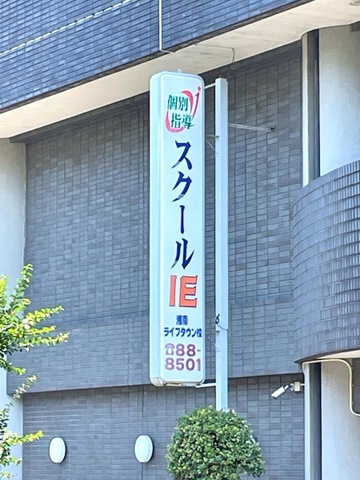 個別
指導
スクール
IE
湘南
ライフタウン校
☎88-
8501